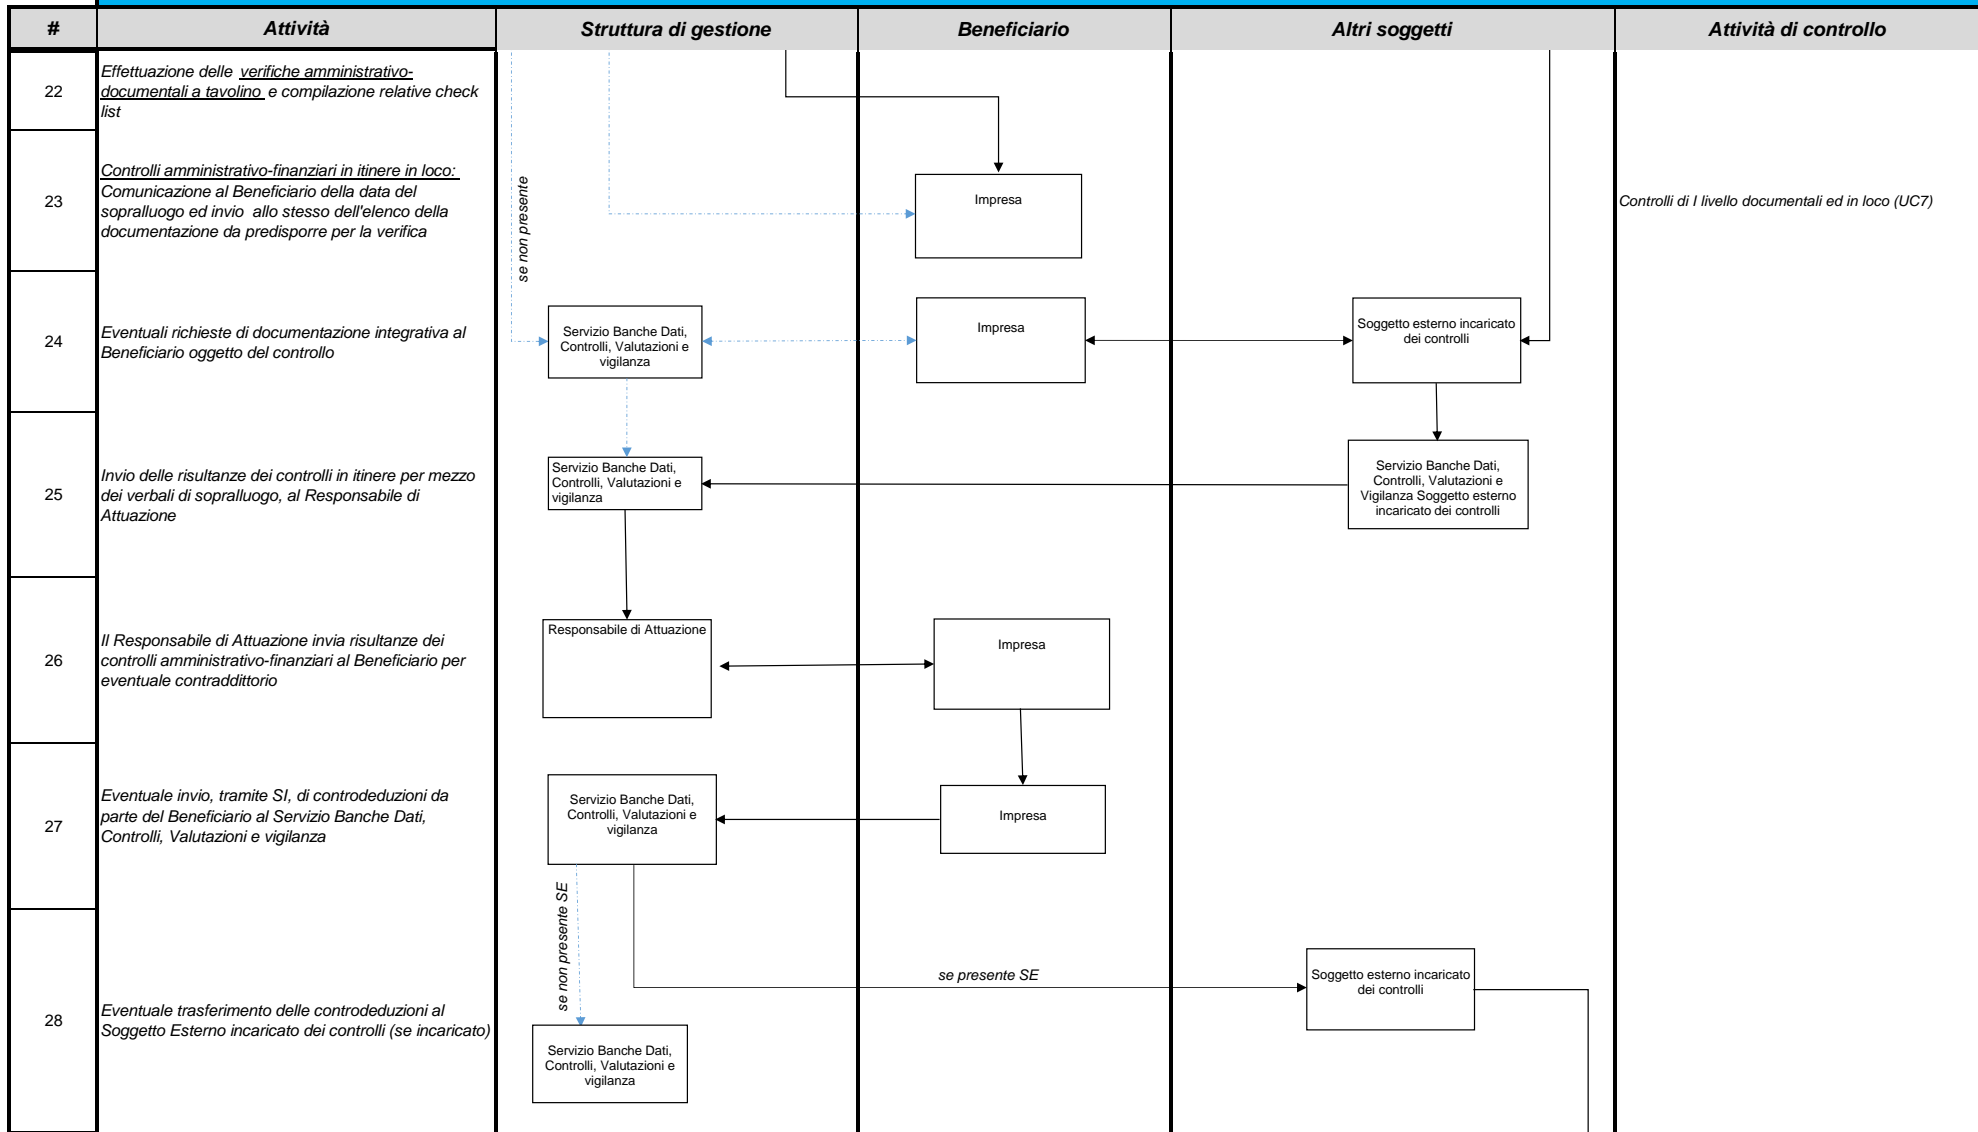 #
Attività
Struttura di gestione
Beneficiario
Altri soggetti
Attività di controllo
22
Effettuazione delle verifiche amministrativo-
documentali a tavolino e compilazione relative check
list
23
Controlli amministrativo-finanziari in itinere in loco:
Comunicazione al Beneficiario della data del
sopralluogo ed invio allo stesso dell'elenco della
documentazione da predisporre per la verifica
se non presente
Impresa
Controlli di I livello documentali ed in loco (UC7)
24
Eventuali richieste di documentazione integrativa al
Beneficiario oggetto del controllo
Servizio Banche Dati,
Controlli, Valutazioni e
vigilanza
Impresa
Soggetto esterno incaricato
dei controlli
25
Invio delle risultanze dei controlli in itinere per mezzo
dei verbali di sopralluogo, al Responsabile di
Attuazione
Servizio Banche Dati,
Controlli, Valutazioni e
vigilanza
Servizio Banche Dati,
Controlli, Valutazioni e
Vigilanza Soggetto esterno
incaricato dei controlli
26
Il Responsabile di Attuazione invia risultanze dei
controlli amministrativo-finanziari al Beneficiario per
eventuale contraddittorio
Responsabile di Attuazione
Impresa
27
Eventuale invio, tramite SI, di controdeduzioni da
parte del Beneficiario al Servizio Banche Dati,
Controlli, Valutazioni e vigilanza
Servizio Banche Dati,
Controlli, Valutazioni e
vigilanza
Impresa
28
Eventuale trasferimento delle controdeduzioni al
Soggetto Esterno incaricato dei controlli (se incaricato)
se non presente SE
se presente SE
Soggetto esterno incaricato
dei controlli
Servizio Banche Dati,
Controlli, Valutazioni e
vigilanza